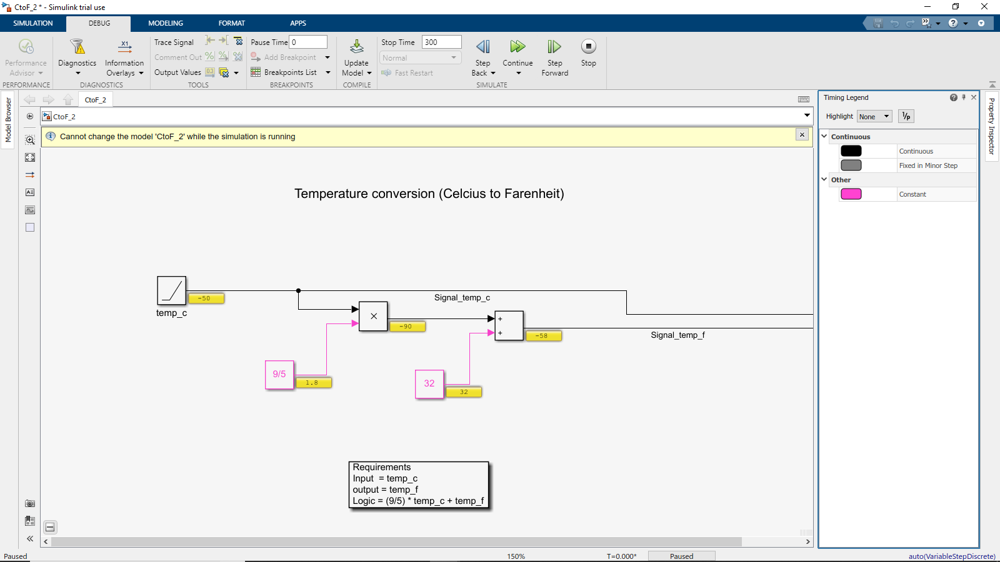 CtoF_2 * - Simulink trial use
SIMULATION DEBUG MODELING FORMAT APPS
Performance Advisor
PERFORMANCE
Diagnostics
Information Overlays
DIAGNOSTICS
Trace Signal
Comment Out
Output Values
TOOLS
Pause Time 0
Add Breakpoint
Breakpoints List
BREAKPOINTS
Update Model
COMPILE
Stop Time 300
Normal
Fast Restart
Step Back
Continue
Step Forward
Stop
SIMULATE
Model Browser
CtoF_2
CtoF_2
Cannot change the model 'CtoF_2' while the simulation is running
Temperature conversion (Celcius to Farenheit)
-50
temp_c
Signal_temp_c
×
-90
+
+
-58
Signal_temp_f
9/5
1.8
32
32
Requirements
Input = temp_c
output = temp_f
Logic = (9/5) * temp_c + temp_f
Timing Legend
Highlight None 1/P
Continuous
Continuous
Fixed in Minor Step
Other
Constant
Property Inspector
Paused 150% T=0.000* Paused auto(VariableStepDiscrete)